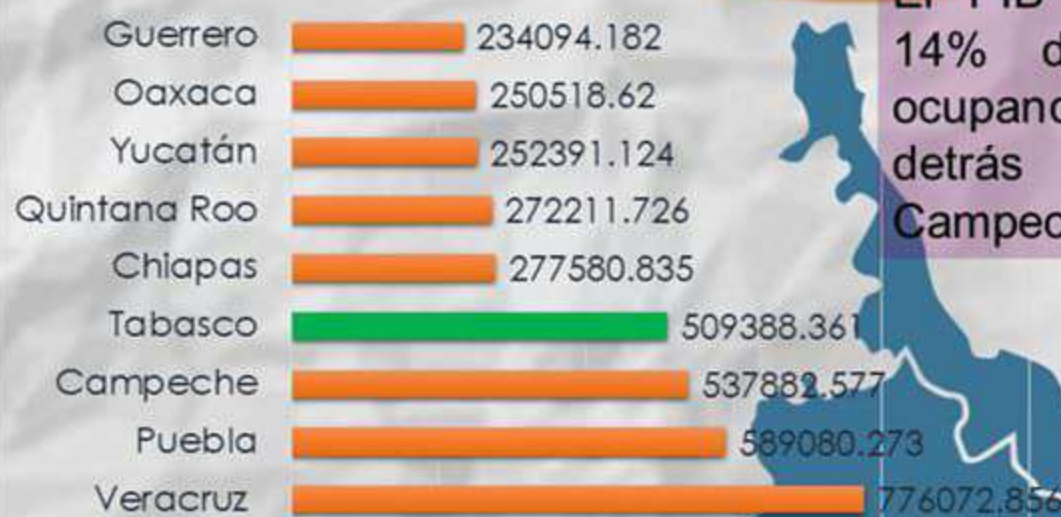 Guerrero 234094.182
Oaxaca 250518.62
Yucatán 252391.124
Quintana Roo 272211.726
Chiapas 277580.835
Tabasco 509388.361
Campeche 537882.577
Puebla 589080.273
Veracruz 776072.856
14% d
ocupand
detrás
Campec